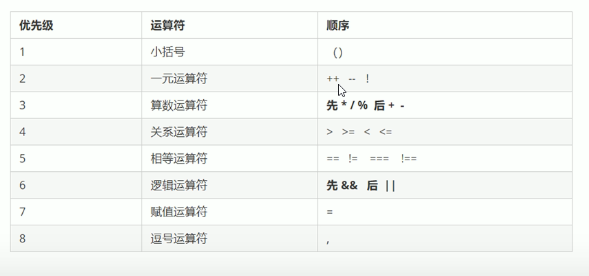 优先级 运算符 顺序
1 小括号 （）
2 一元运算符 ++ -- !
3 算数运算符 先 * / % 后 + -
4 关系运算符 > >= < <=
5 相等运算符 == != === !==
6 逻辑运算符 先 && 后 ||
7 赋值运算符 =
8 逗号运算符 ,